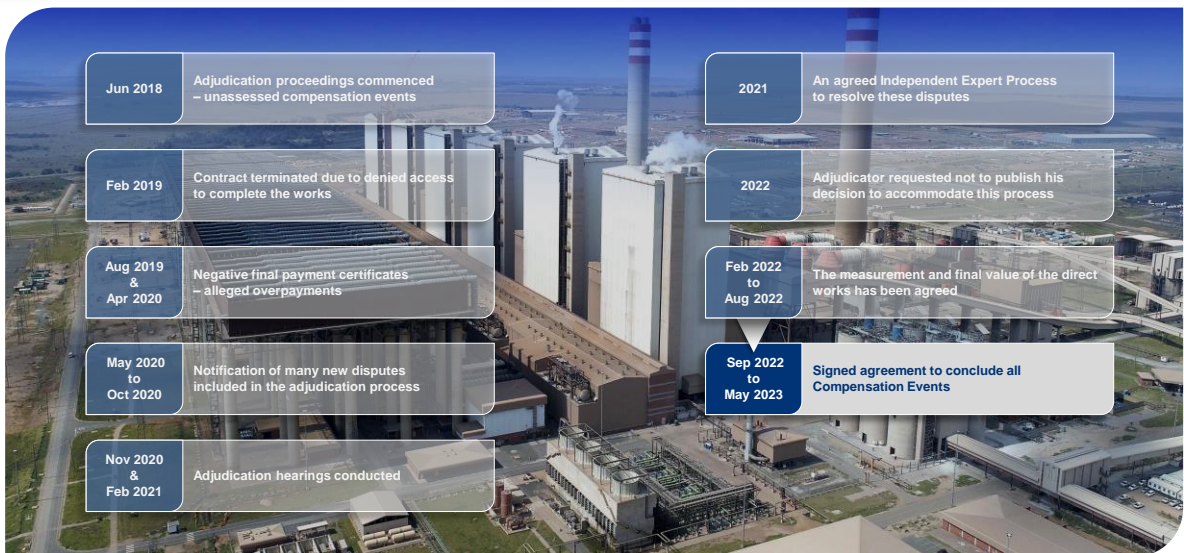 Jun 2018
Adjudication proceedings commenced
– unassessed compensation events
Feb 2019
Contract terminated due to denied access
to complete the works
Aug 2019
&
Apr 2020
Negative final payment certificates
– alleged overpayments
May 2020
to
Oct 2020
Notification of many new disputes
included in the adjudication process
Nov 2020
&
Feb 2021
Adjudication hearings conducted
2021
An agreed Independent Expert Process
to resolve these disputes
2022
Adjudicator requested not to publish his
decision to accommodate this process
Feb 2022
to
Aug 2022
The measurement and final value of the direct
works has been agreed
Sep 2022
to
May 2023
Signed agreement to conclude all
Compensation Events